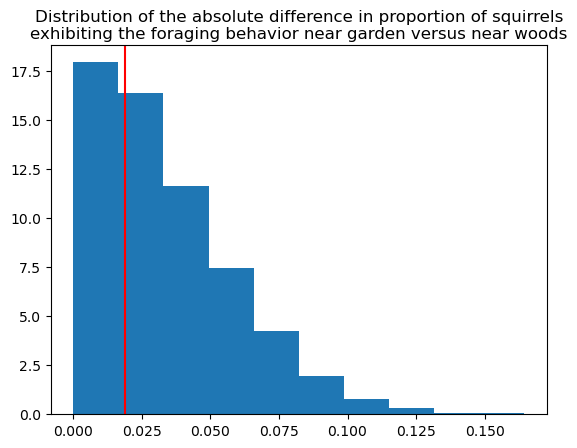 Distribution of the absolute difference in proportion of squirrels
exhibiting the foraging behavior near garden versus near woods
17.5
15.0
12.5
10.0
7.5
5.0
2.5
0.0
0.000 0.025 0.050 0.075 0.100 0.125 0.150